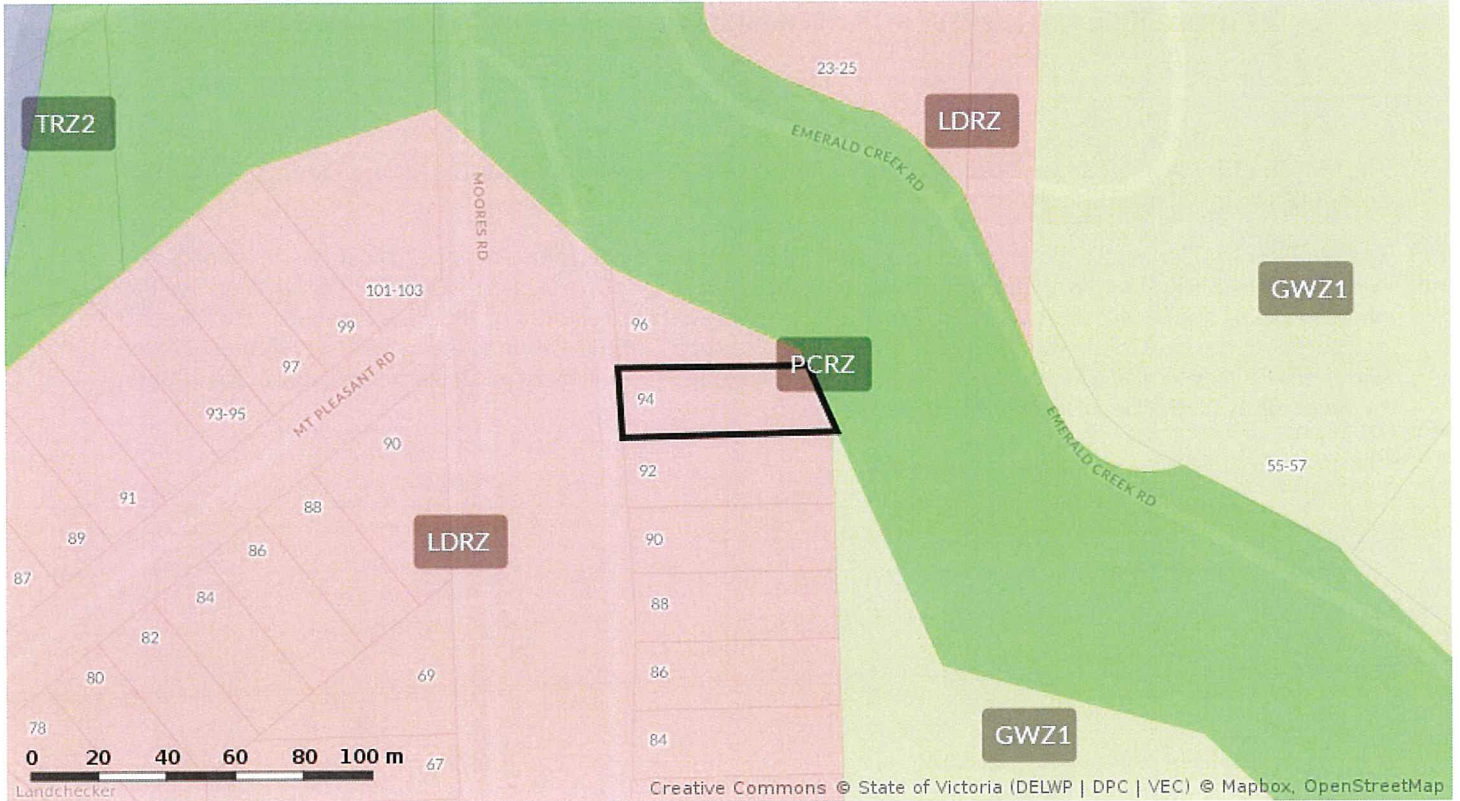 23-25
TRZ2
LDRZ
EMERALD CREEK RD
MOORES RD
101-103
GWZ1
99
96
97
PCRZ
MT PLEASANT RD
94
93-95
90
EMERALD CREEK RD
55-57
92
91
88
89
90
LDRZ
86
87
84
88
82
86
69
80
78
84
GWZ1
0 20 40 60 80 100 m
67
Landchecker
Creative Commons © State of Victoria (DELWP | DPC | VEC) © Mapbox, OpenStreetMap